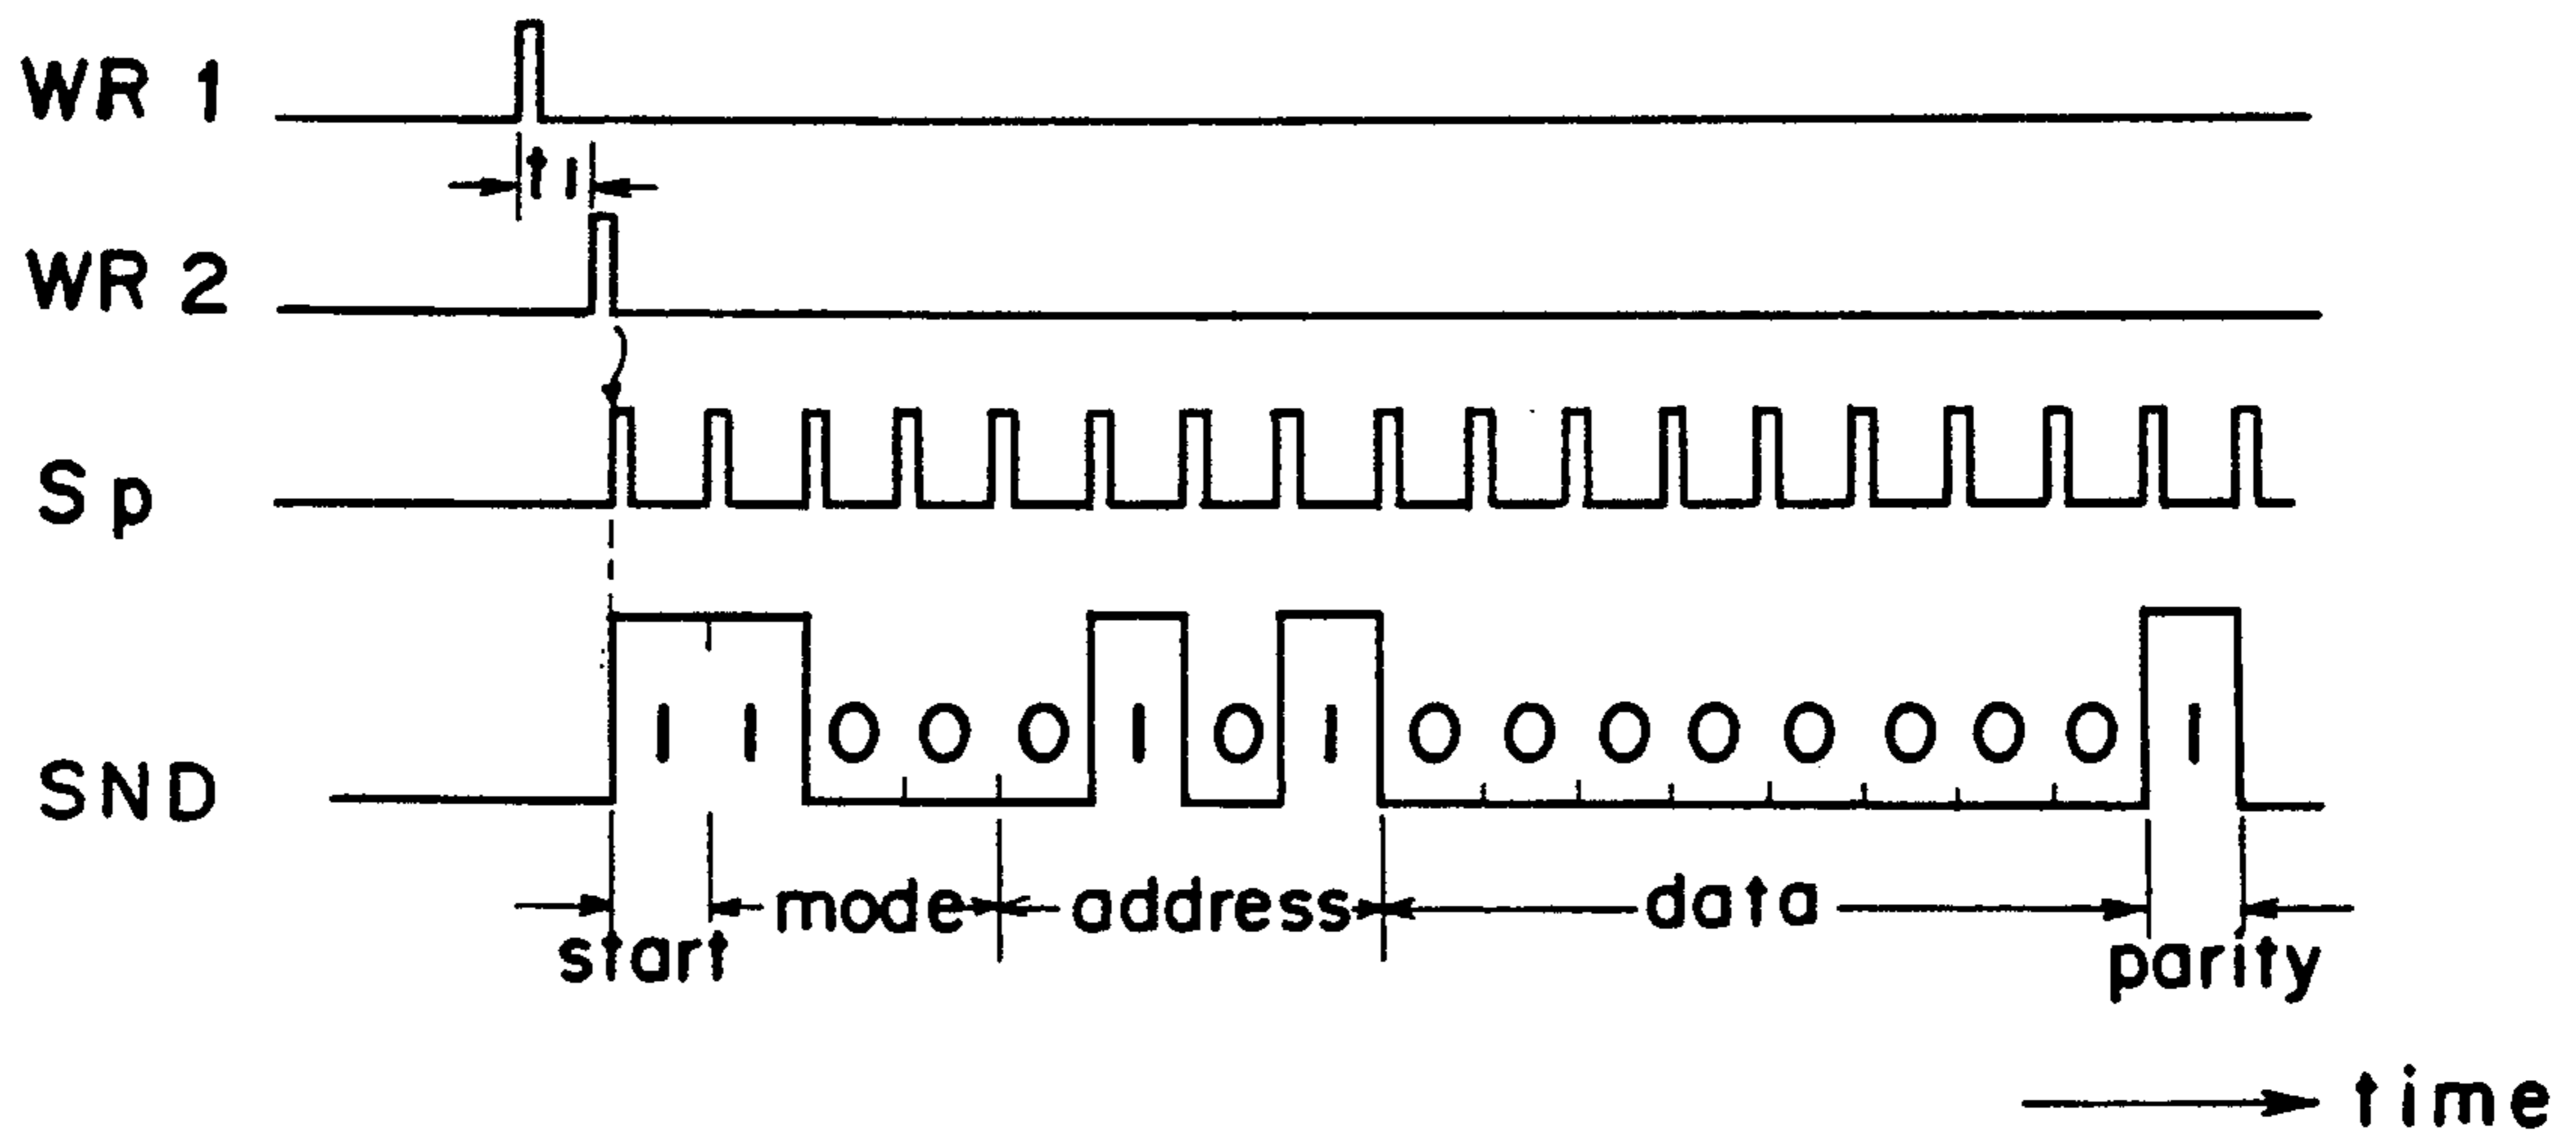 WR 1
t1
WR 2
Sp
SND
1 1 0 0 0 1 0 1 0 0 0 0 0 0 0 0 1
start mode address data parity
time